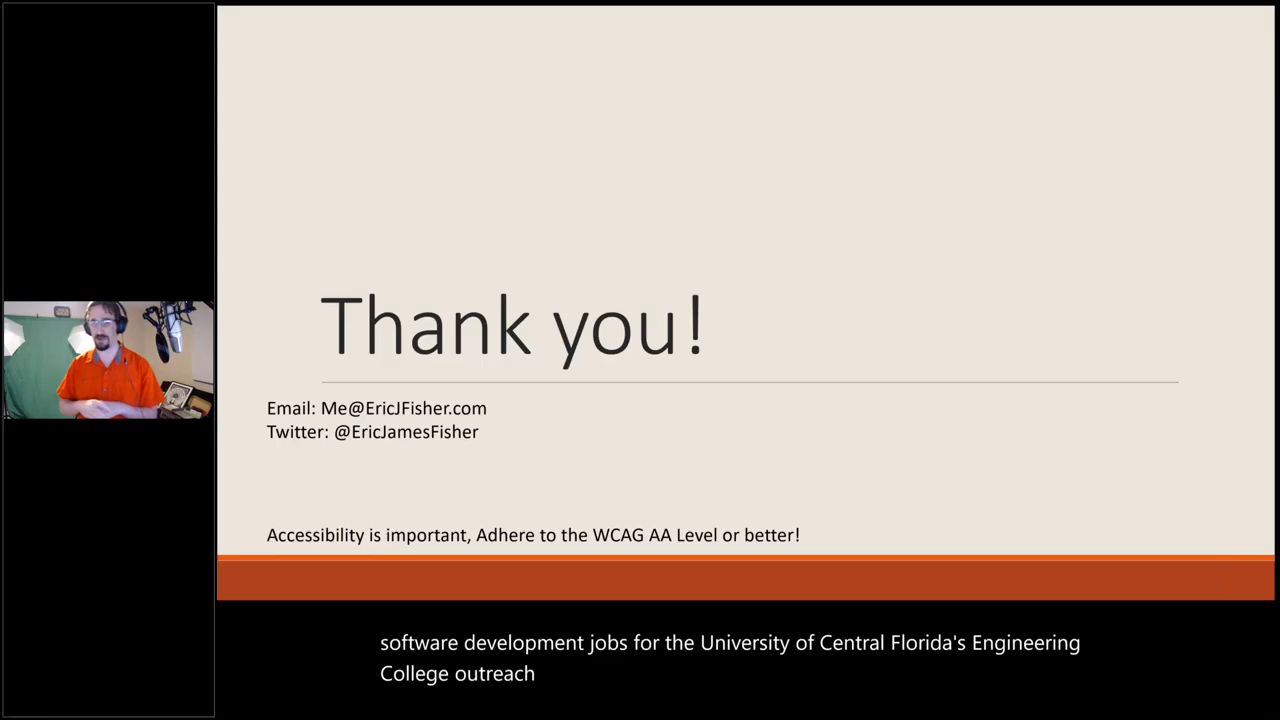 Thank you!
Email: Me@EricJFisher.com
Twitter: @EricJamesFisher
Accessibility is important, Adhere to the WCAG AA Level or better!
software development jobs for the University of Central Florida's Engineering
College outreach